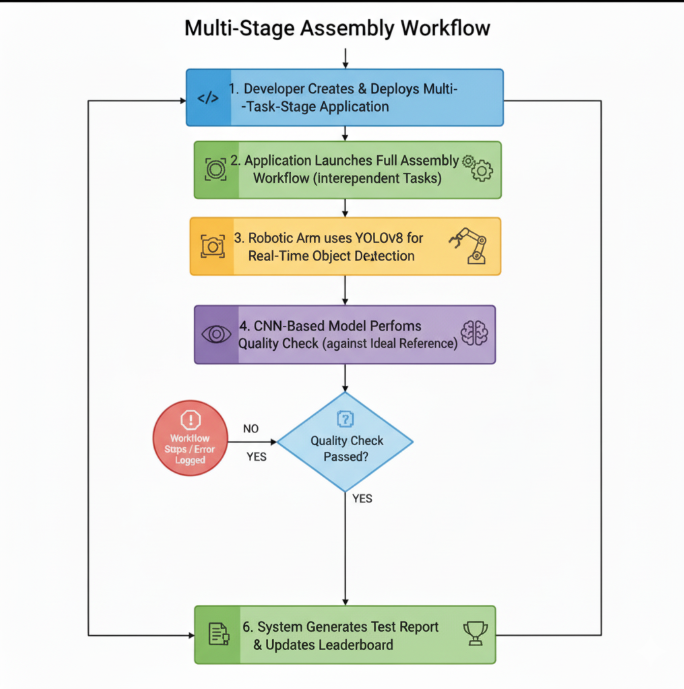 Multi-Stage Assembly Workflow
</>
1. Developer Creates & Deploys Multi-
-Task-Stage Application
2. Application Launches Full Assembly
Workflow (interependent Tasks)
3. Robotic Arm uses YOLOv8 for
Real-Time Object Detection
4. CNN-Based Model Perfoms
Quality Check (against Ideal Reference)
?
Quality Check
Passed?
NO
YES
Workflow
Staps / Error
Logged
YES
6. System Generates Test Report
& Updates Leaderboard